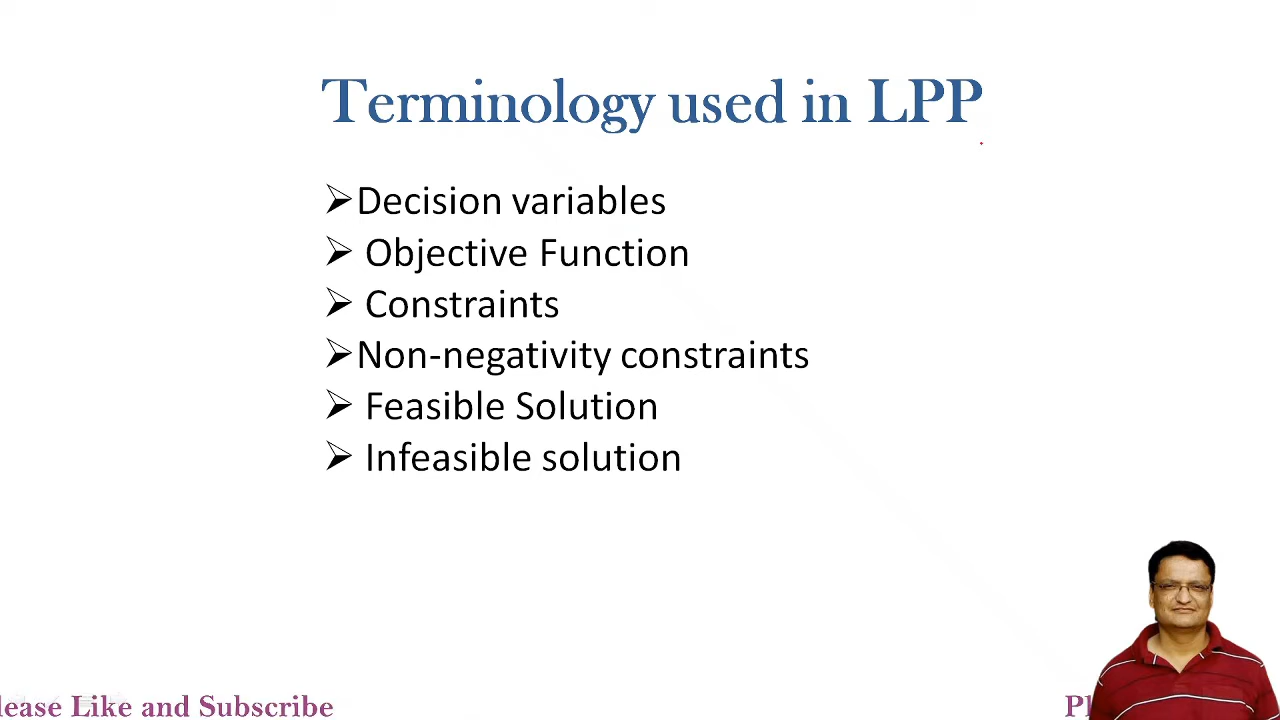 Terminology used in LPP
➢Decision variables
➢ Objective Function
➢ Constraints
➢Non-negativity constraints
➢ Feasible Solution
➢ Infeasible solution
lease Like and Subscribe
Pl